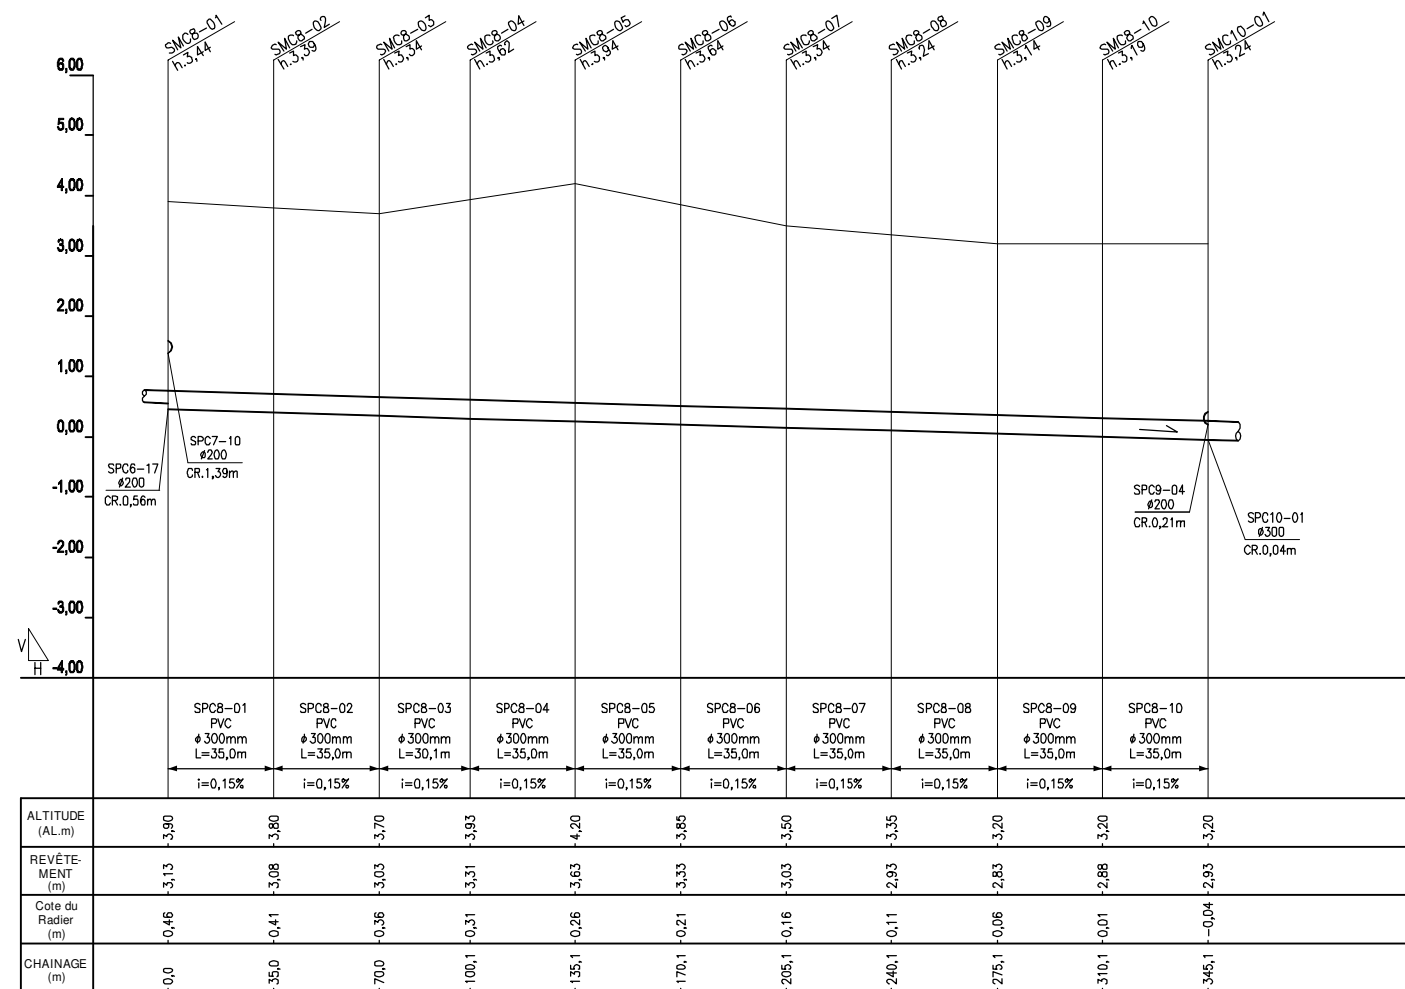 SMC8-01
h.3,44
SMC8-02
h.3,39
SMC8-03
h.3,34
SMC8-04
h.3,62
SMC8-05
h.3,94
SMC8-06
h.3,64
SMC8-07
h.3,34
SMC8-08
h.3,24
SMC8-09
h.3,14
SMC8-10
h.3,19
SMC10-01
h.3,24
6,00
5,00
4,00
3,00
2,00
1,00
0,00
-1,00
-2,00
-3,00
-4,00
V
H
SPC6-17
ø200
CR.0,56m
SPC7-10
ø200
CR.1,39m
SPC9-04
ø200
CR.0,21m
SPC10-01
ø300
CR.0,04m
SPC8-01
PVC
ø300mm
L=35,0m
i=0,15%
SPC8-02
PVC
ø300mm
L=35,0m
i=0,15%
SPC8-03
PVC
ø300mm
L=30,1m
i=0,15%
SPC8-04
PVC
ø300mm
L=35,0m
i=0,15%
SPC8-05
PVC
ø300mm
L=35,0m
i=0,15%
SPC8-06
PVC
ø300mm
L=35,0m
i=0,15%
SPC8-07
PVC
ø300mm
L=35,0m
i=0,15%
SPC8-08
PVC
ø300mm
L=35,0m
i=0,15%
SPC8-09
PVC
ø300mm
L=35,0m
i=0,15%
SPC8-10
PVC
ø300mm
L=35,0m
i=0,15%
ALTITUDE
(AL.m)
3,90
3,80
3,70
3,93
4,20
3,85
3,50
3,35
3,20
3,20
3,20
REVÊTE-
MENT
(m)
3,13
3,08
3,03
3,31
3,63
3,33
3,03
2,93
2,83
2,88
2,93
Cote du
Radier
(m)
0,46
0,41
0,36
0,31
0,26
0,21
0,16
0,11
0,06
0,01
-0,04
CHAINAGE
(m)
0,0
35,0
70,0
100,1
135,1
170,1
205,1
240,1
275,1
310,1
345,1